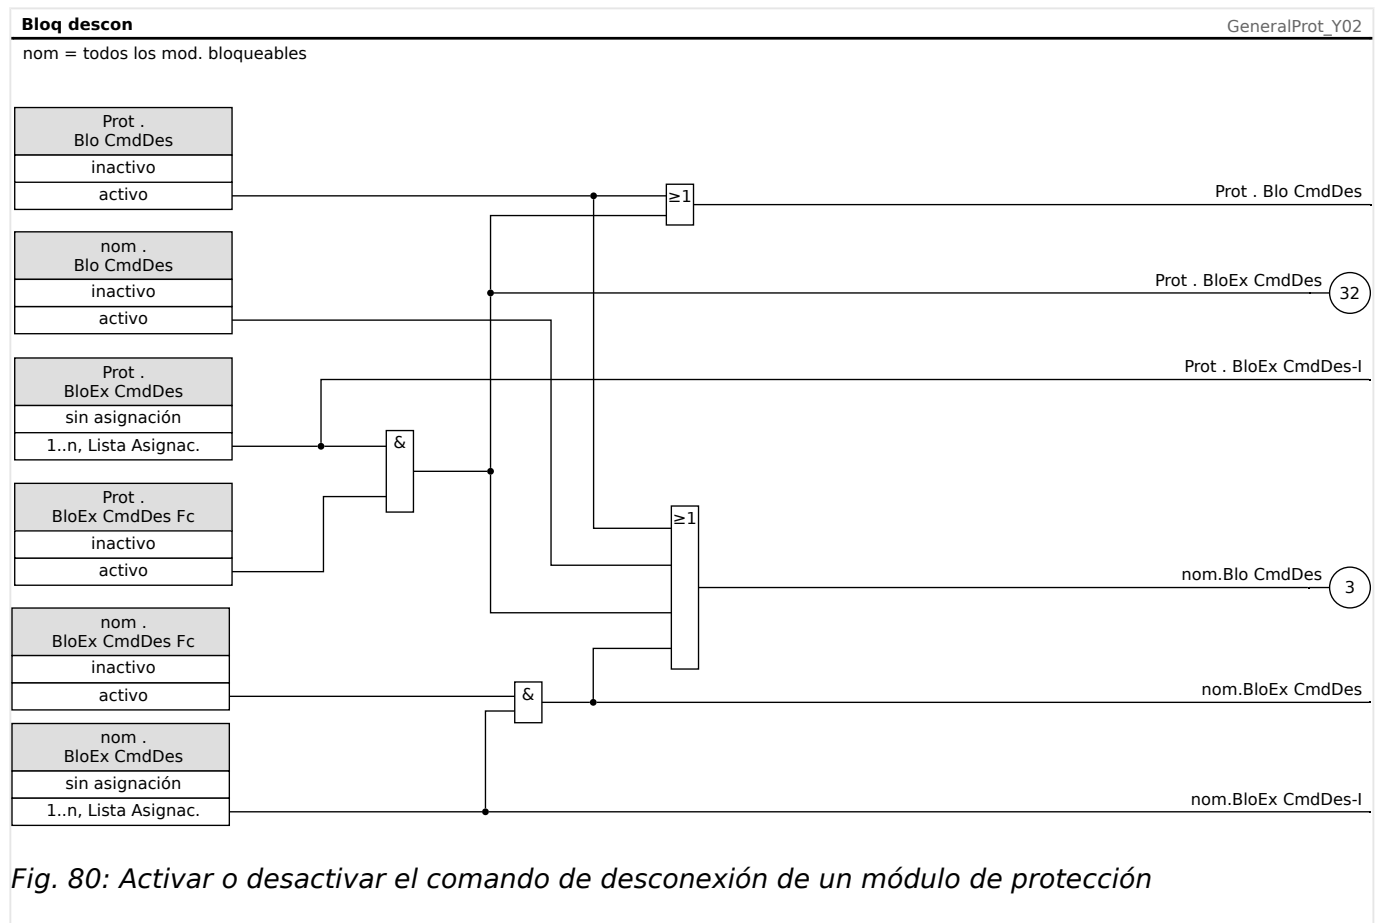 Bloq descon
GeneralProt_Y02
nom = todos los mod. bloqueables
Prot .
Blo CmdDes
inactivo
activo
≥1
Prot . Blo CmdDes
nom .
Blo CmdDes
inactivo
activo
Prot . BloEx CmdDes
32
Prot .
BloEx CmdDes
sin asignación
1..n, Lista Asignac.
Prot . BloEx CmdDes-I
&
Prot .
BloEx CmdDes Fc
inactivo
activo
≥1
nom.Blo CmdDes
3
nom .
BloEx CmdDes Fc
inactivo
activo
&
nom.BloEx CmdDes
nom .
BloEx CmdDes
sin asignación
1..n, Lista Asignac.
nom.BloEx CmdDes-I
Fig. 80: Activar o desactivar el comando de desconexión de un módulo de protección